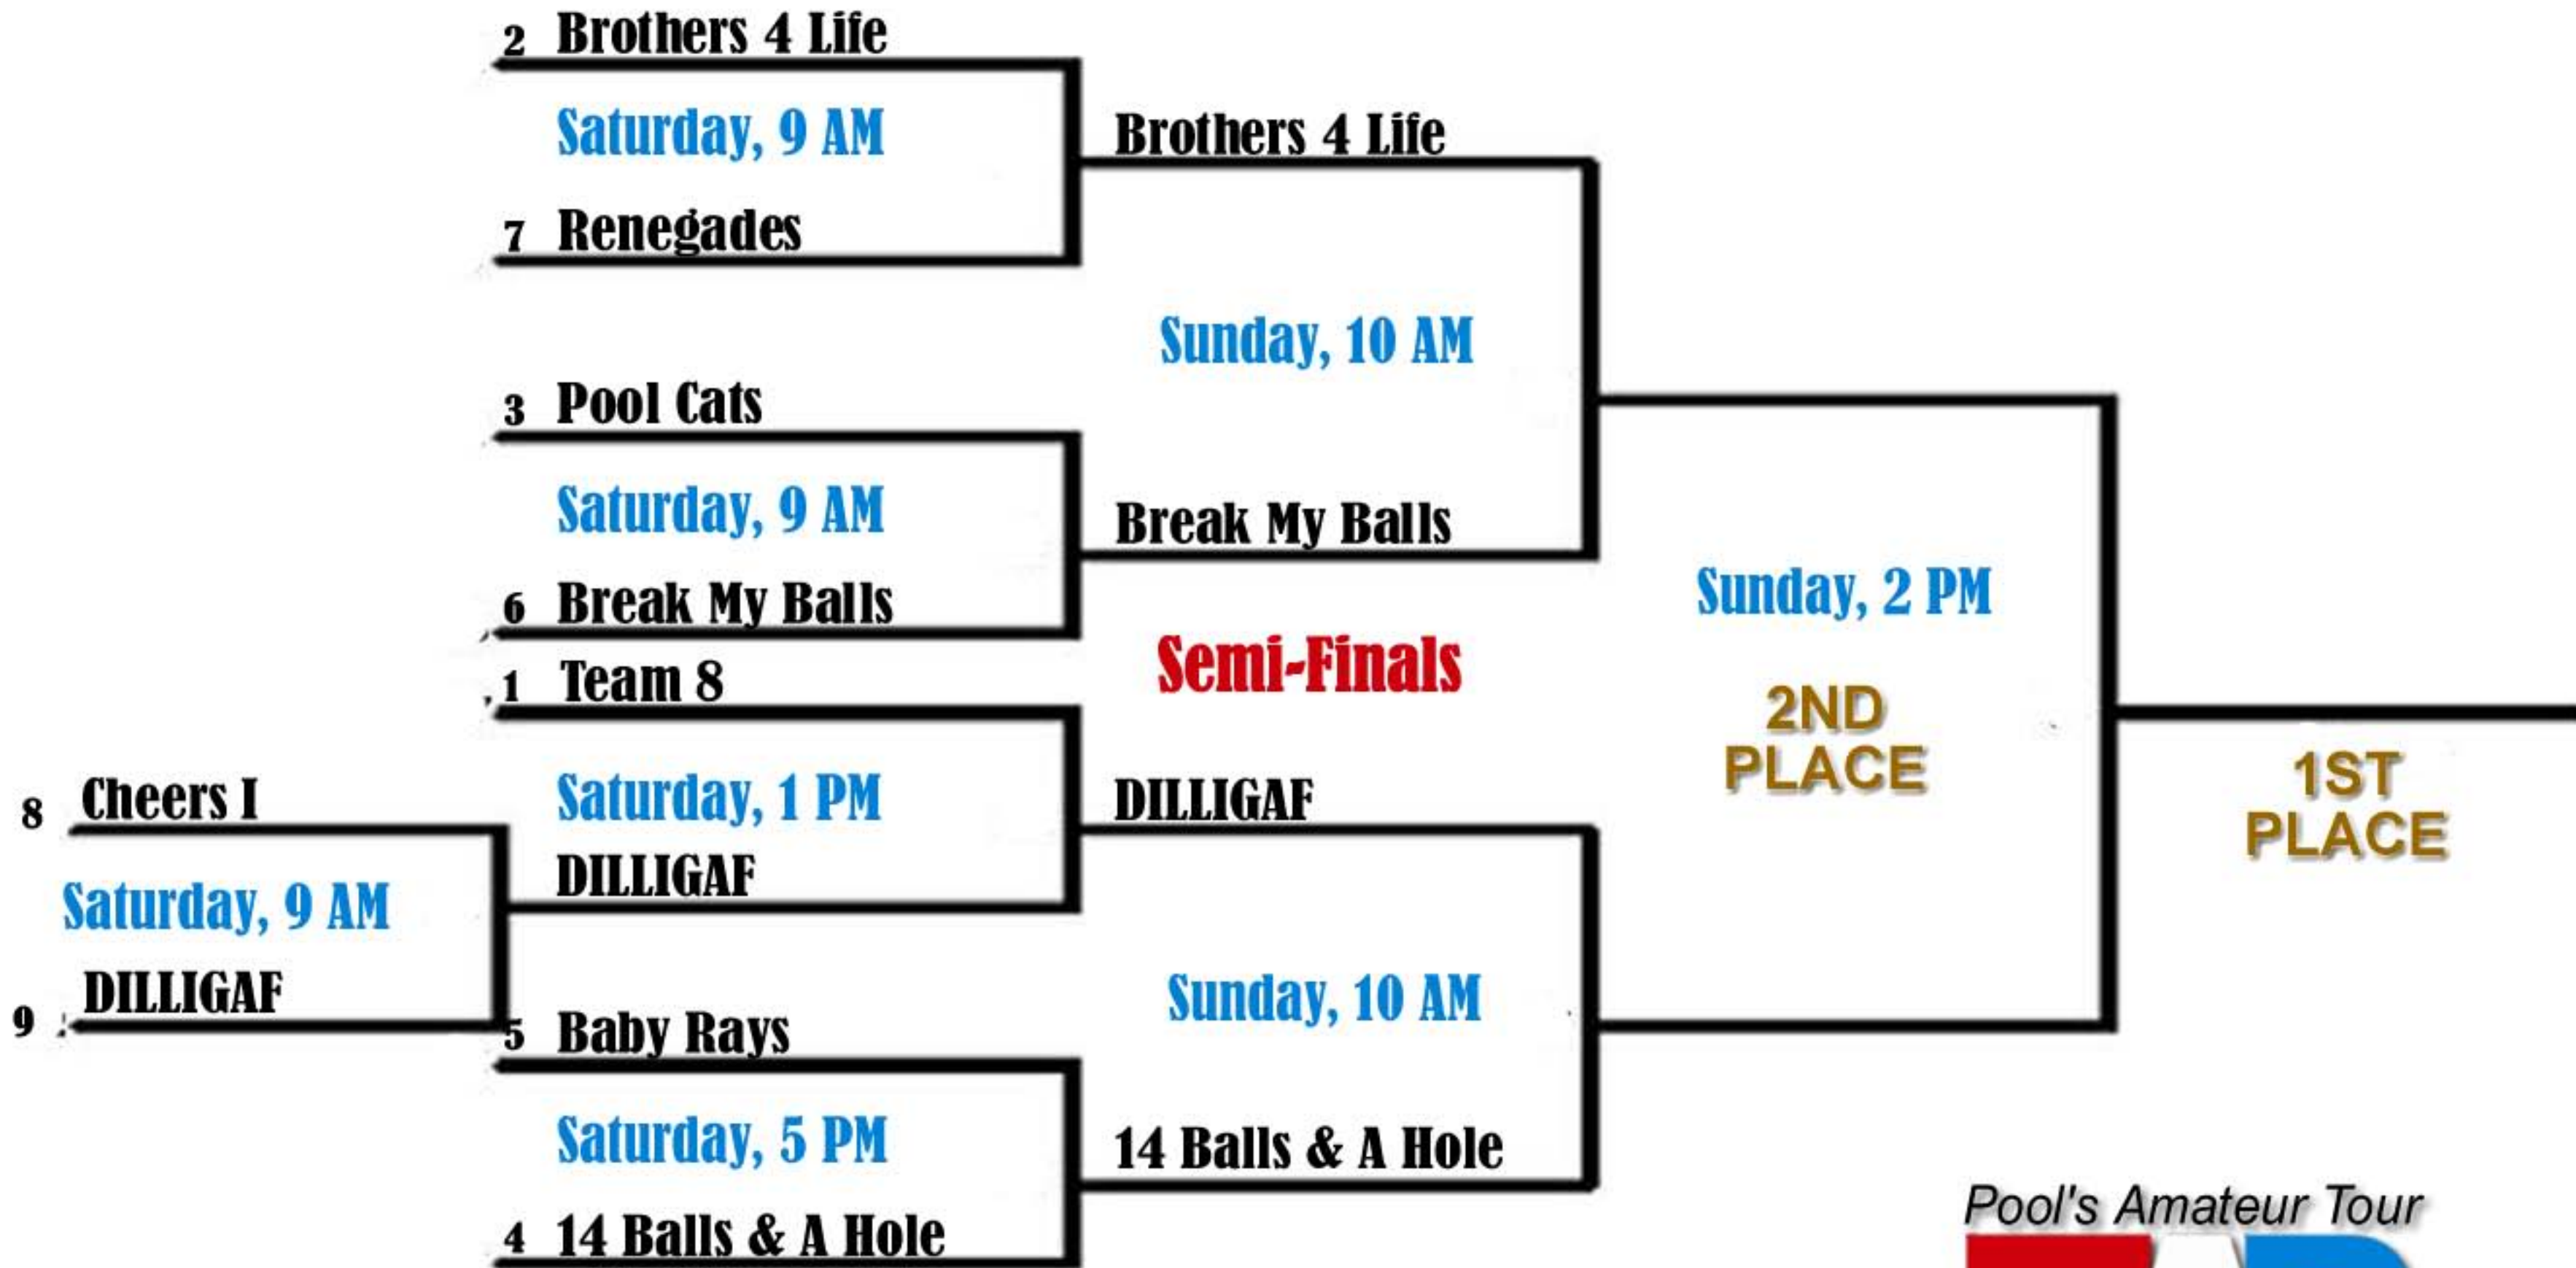 2 Brothers 4 Life
Saturday, 9 AM
7 Renegades
Brothers 4 Life
Sunday, 10 AM
3 Pool Cats
Saturday, 9 AM
6 Break My Balls
Break My Balls
Semi-Finals
1 Team 8
Saturday, 1 PM
DILLIGAF
8 Cheers I
Saturday, 9 AM
9 DILLIGAF
DILLIGAF
Sunday, 10 AM
5 Baby Rays
Saturday, 5 PM
4 14 Balls & A Hole
14 Balls & A Hole
Sunday, 2 PM
2ND
PLACE
1ST
PLACE
Pool's Amateur Tour